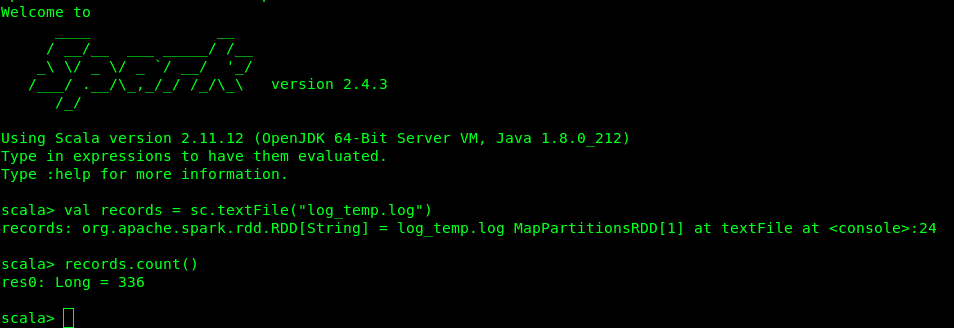 Welcome to
      ____              __
     / __/__  ___ _____/ /__
    _\ \/ _ \/ _ `/ __/  '_/
   /___/ .__/\_,_/_/ /_/\_\   version 2.4.3
      /_/
Using Scala version 2.11.12 (OpenJDK 64-Bit Server VM, Java 1.8.0_212)
Type in expressions to have them evaluated.
Type :help for more information.
scala> val records = sc.textFile("log_temp.log")
records: org.apache.spark.rdd.RDD[String] = log_temp.log MapPartitionsRDD[1] at textFile at <console>:24
scala> records.count()
res0: Long = 336
scala>